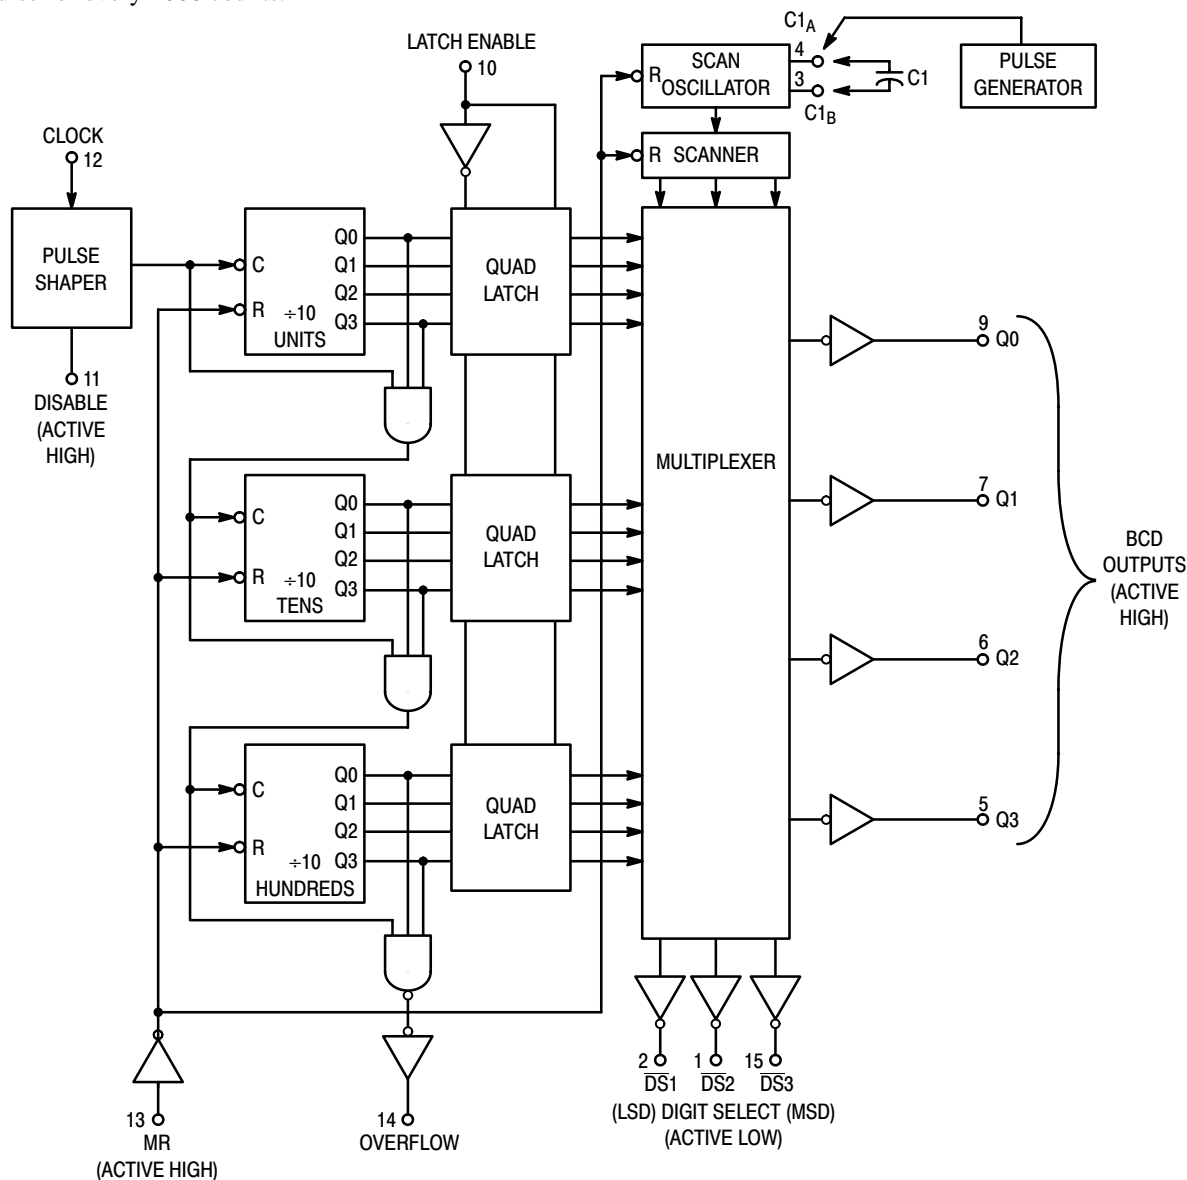 LATCH ENABLE
10
C1A
4
3
C1B
C1
SCAN
OSCILLATOR
R
PULSE
GENERATOR
CLOCK
12
R SCANNER
PULSE
SHAPER
11
DISABLE
(ACTIVE
HIGH)
C
R
÷10
UNITS
Q0
Q1
Q2
Q3
QUAD
LATCH
MULTIPLEXER
9
Q0
7
Q1
6
Q2
5
Q3
BCD
OUTPUTS
(ACTIVE
HIGH)
C
R
÷10
TENS
Q0
Q1
Q2
Q3
QUAD
LATCH
C
R
÷10
HUNDREDS
Q0
Q1
Q2
Q3
QUAD
LATCH
13
MR
(ACTIVE HIGH)
14
OVERFLOW
2
DS1
1
DS2
15
DS3
(LSD) DIGIT SELECT (MSD)
(ACTIVE LOW)